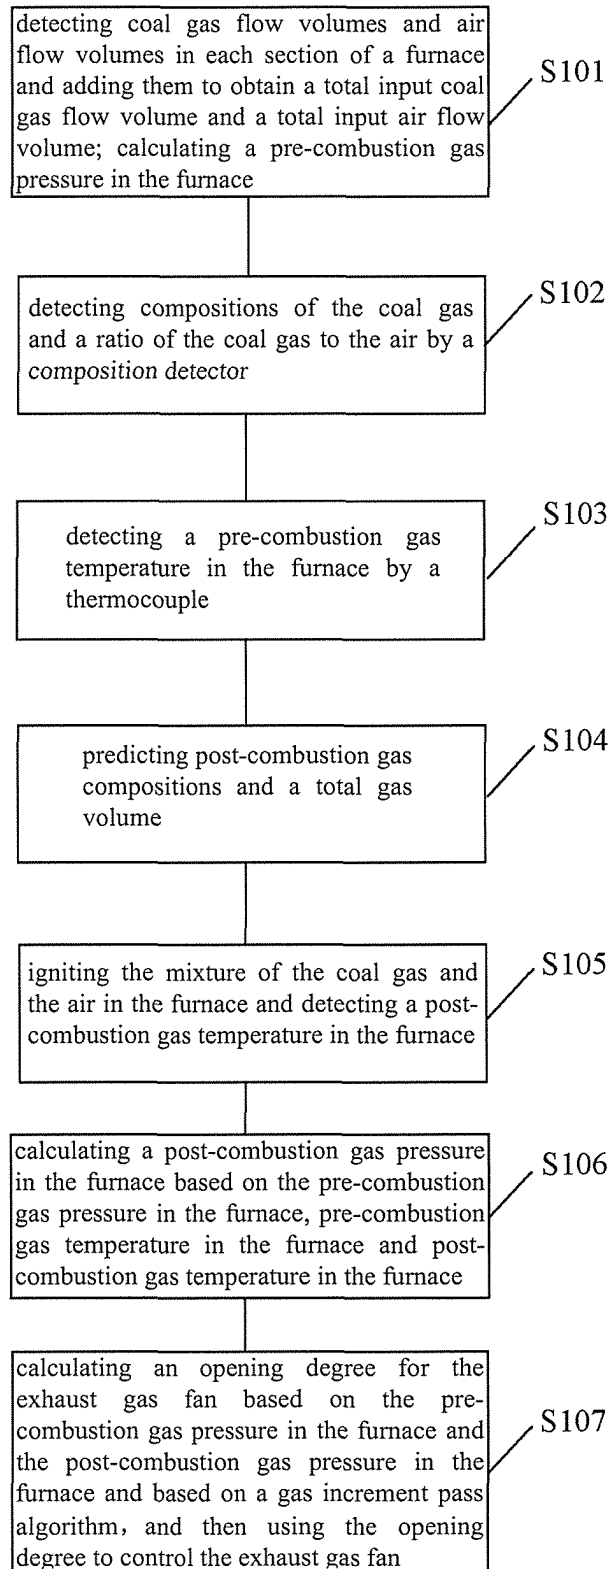 detecting coal gas flow volumes and air
flow volumes in each section of a furnace
and adding them to obtain a total input coal
gas flow volume and a total input air flow
volume; calculating a pre-combustion gas
pressure in the furnace
S101
detecting compositions of the coal gas
and a ratio of the coal gas to the air by a
composition detector
S102
detecting a pre-combustion gas
temperature in the furnace by a
thermocouple
S103
predicting post-combustion gas
compositions and a total gas
volume
S104
igniting the mixture of the coal gas and
the air in the furnace and detecting a post-
combustion gas temperature in the furnace
S105
calculating a post-combustion gas pressure
in the furnace based on the pre-combustion
gas pressure in the furnace, pre-combustion
gas temperature in the furnace and post-
combustion gas temperature in the furnace
S106
calculating an opening degree for the
exhaust gas fan based on the pre-
combustion gas pressure in the furnace and
the post-combustion gas pressure in the
furnace and based on a gas increment pass
algorithm, and then using the opening
degree to control the exhaust gas fan
S107